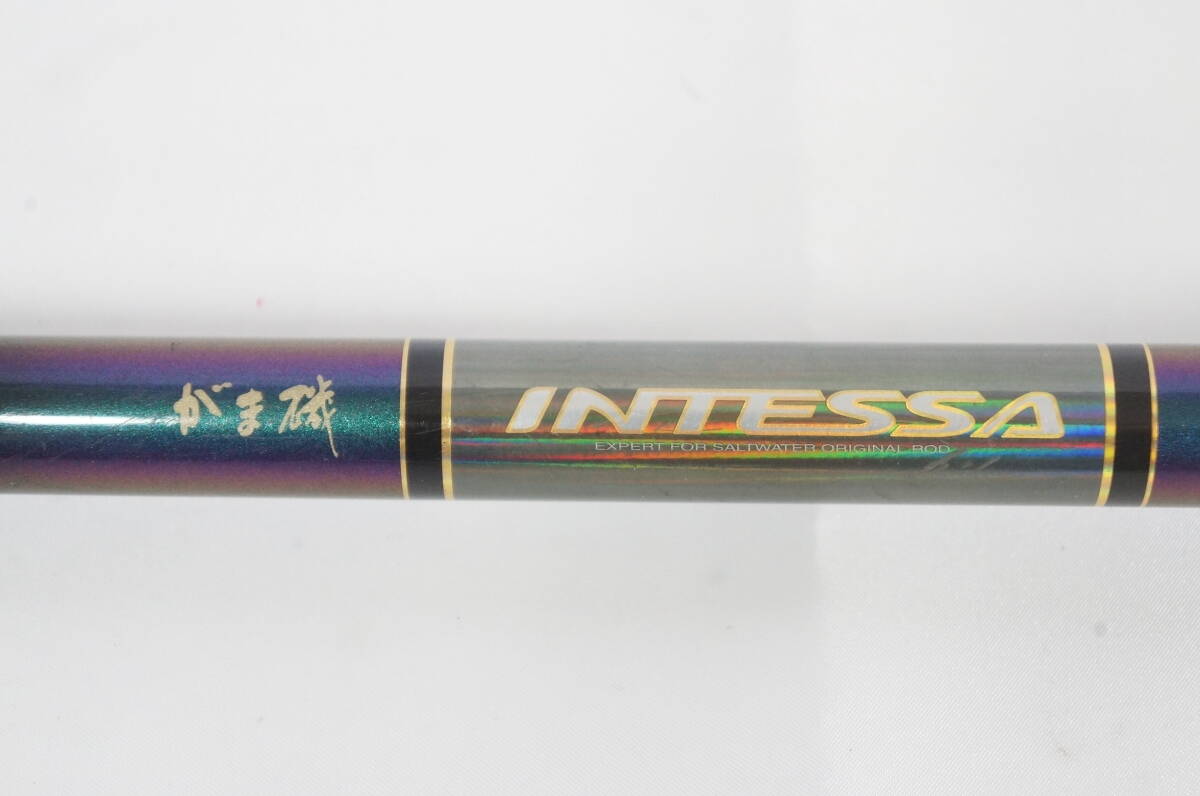 がま磯
INTESSA
EXPERT FOR SALTWATER ORIGINAL ROD